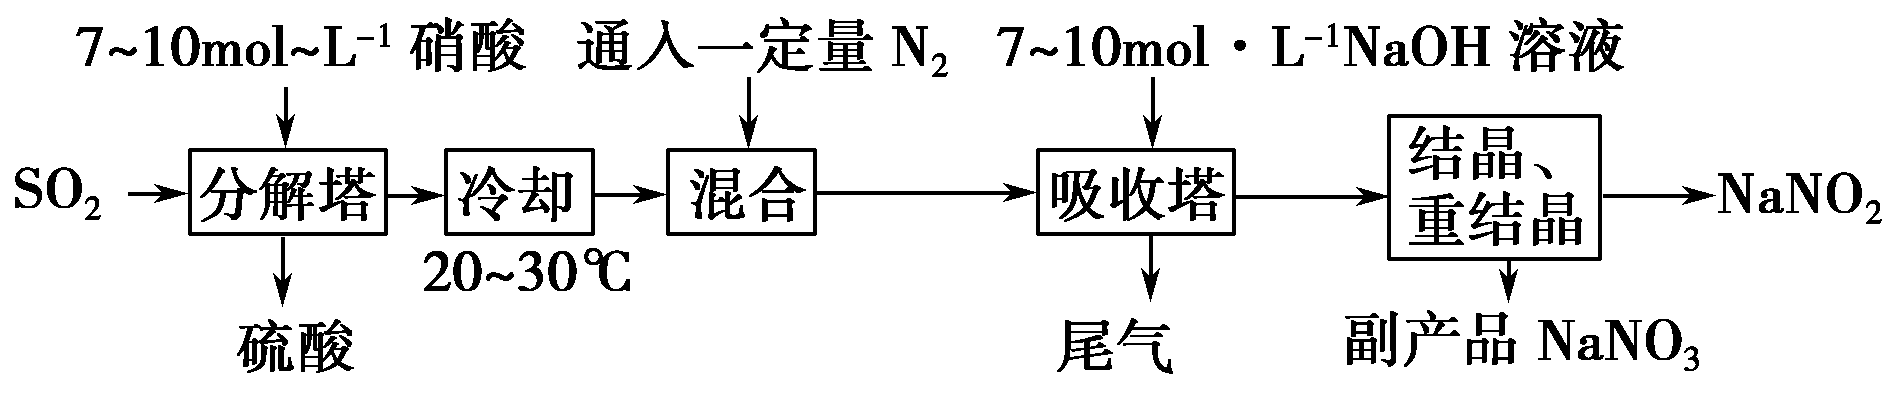 7~10mol~L⁻¹ 硝酸 通入一定量 N₂ 7~10mol·L⁻¹NaOH 溶液
SO₂ 分解塔 冷却 混合 吸收塔 结晶、
重结晶 NaNO₂
20~30℃
硫酸 尾气 副产品 NaNO₃